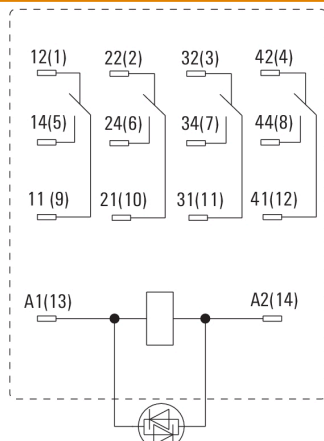 12(1) 22(2) 32(3) 42(4)
14(5) 24(6) 34(7) 44(8)
11 (9) 21(10) 31(11) 41(12)
A1(13) A2(14)